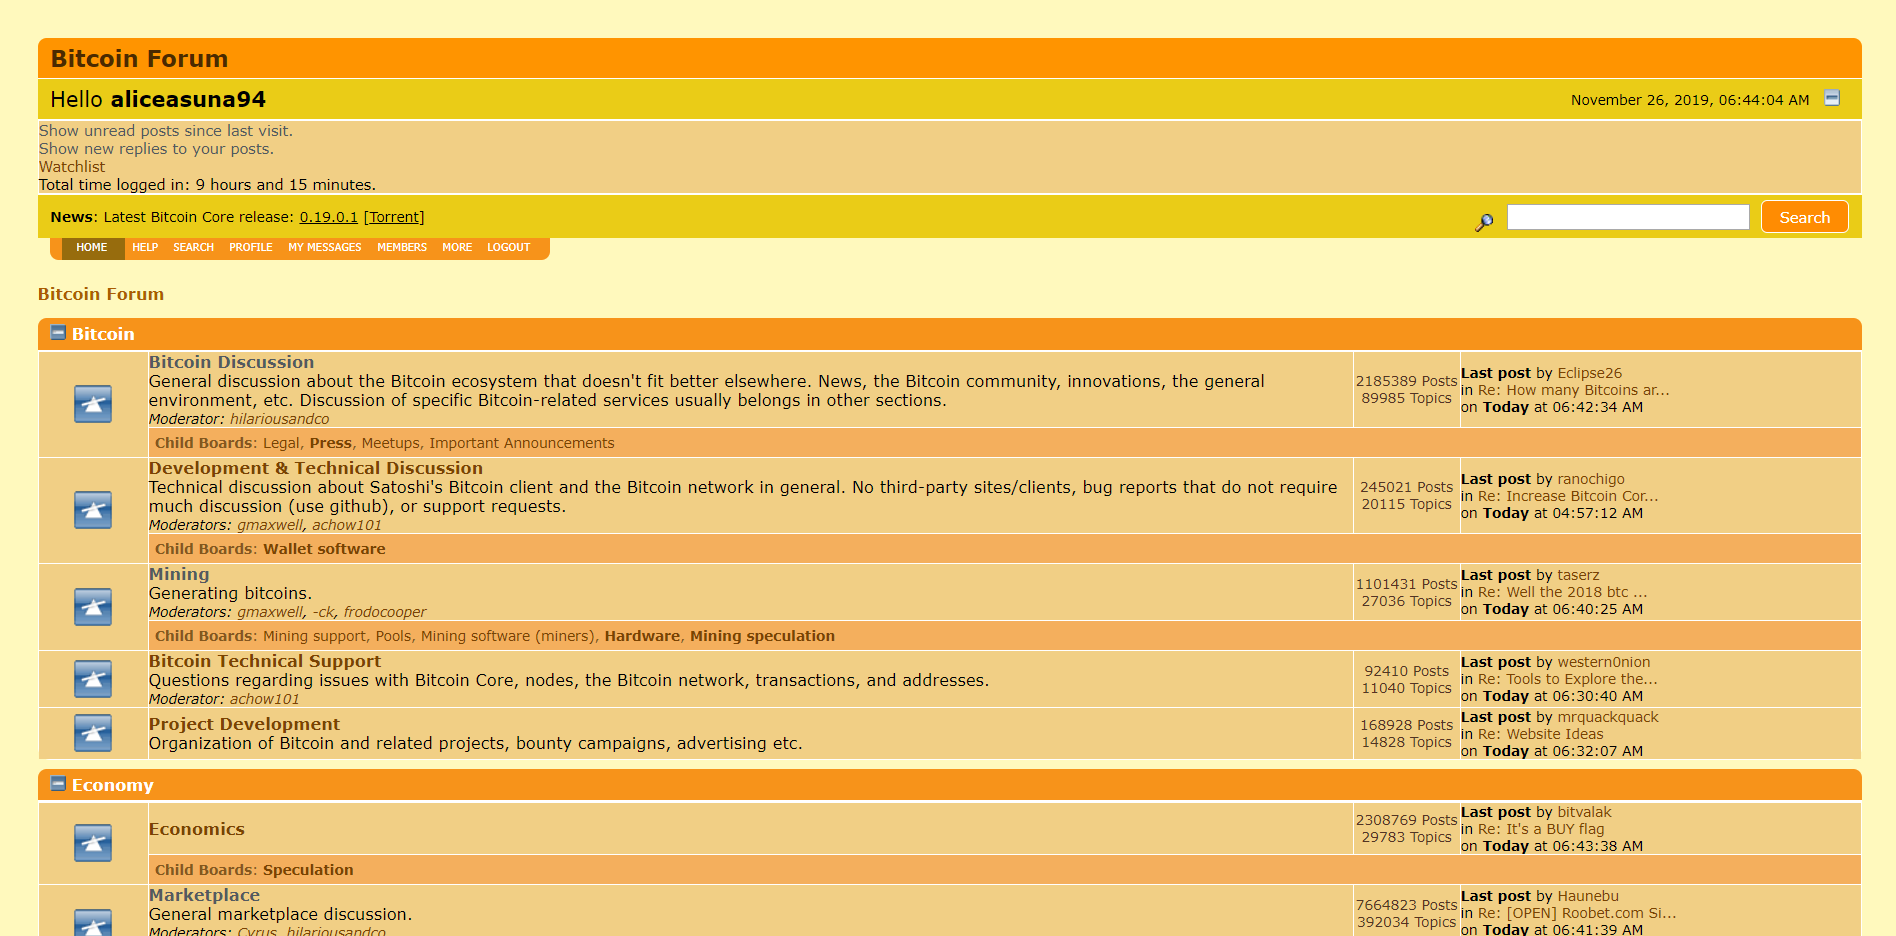 Bitcoin Forum
Hello aliceasuna94
November 26, 2019, 06:44:04 AM
Show unread posts since last visit.
Show new replies to your posts.
Watchlist
Total time logged in: 9 hours and 15 minutes.
News: Latest Bitcoin Core release: 0.19.0.1 [Torrent]
Search
HOME HELP SEARCH PROFILE MY MESSAGES MEMBERS MORE LOGOUT
Bitcoin Forum
Bitcoin
Bitcoin Discussion
General discussion about the Bitcoin ecosystem that doesn't fit better elsewhere. News, the Bitcoin community, innovations, the general
environment, etc. Discussion of specific Bitcoin-related services usually belongs in other sections.
Moderator: hilariousandco
2185389 Posts
89985 Topics
Last post by Eclipse26
in Re: How many Bitcoins ar...
on Today at 06:42:34 AM
Child Boards: Legal, Press, Meetups, Important Announcements
Development & Technical Discussion
Technical discussion about Satoshi's Bitcoin client and the Bitcoin network in general. No third-party sites/clients, bug reports that do not require
much discussion (use github), or support requests.
Moderators: gmaxwell, achow101
245021 Posts
20115 Topics
Last post by ranochigo
in Re: Increase Bitcoin Cor...
on Today at 04:57:12 AM
Child Boards: Wallet software
Mining
Generating bitcoins.
Moderators: gmaxwell, -ck, frodocooper
1101431 Posts
27036 Topics
Last post by taserz
in Re: Well the 2018 btc ...
on Today at 06:40:25 AM
Child Boards: Mining support, Pools, Mining software (miners), Hardware, Mining speculation
Bitcoin Technical Support
Questions regarding issues with Bitcoin Core, nodes, the Bitcoin network, transactions, and addresses.
Moderator: achow101
92410 Posts
11040 Topics
Last post by western0nion
in Re: Tools to Explore the...
on Today at 06:30:40 AM
Project Development
Organization of Bitcoin and related projects, bounty campaigns, advertising etc.
168928 Posts
14828 Topics
Last post by mrquackquack
in Re: Website Ideas
on Today at 06:32:07 AM
Economy
Economics
2308769 Posts
29783 Topics
Last post by bitvalak
in Re: It's a BUY flag
on Today at 06:43:38 AM
Child Boards: Speculation
Marketplace
General marketplace discussion.
Moderators: Cyrus, hilariousandco
7664823 Posts
392034 Topics
Last post by Haunebu
in Re: [OPEN] Roobet.com Si...
on Today at 06:41:39 AM